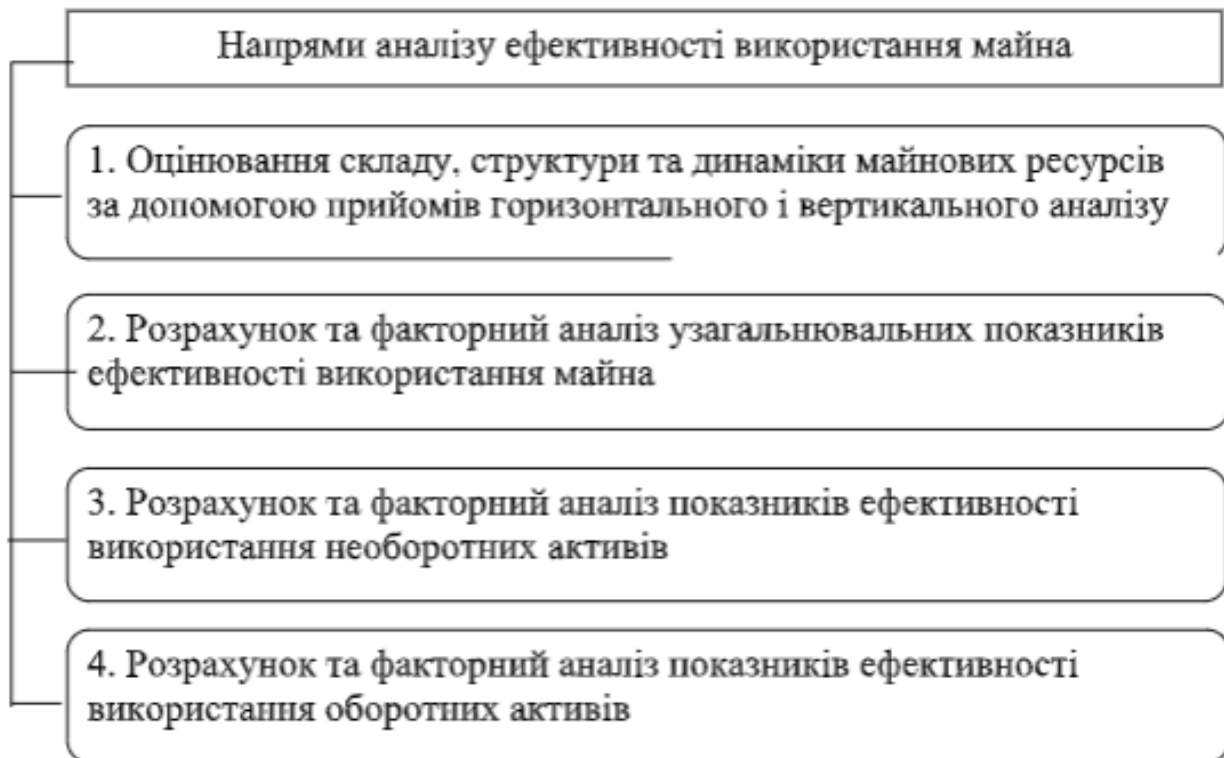 Напрями аналізу ефективності використання майна
1. Оцінювання складу, структури та динаміки майнових ресурсів
за допомогою прийомів горизонтального і вертикального аналізу
2. Розрахунок та факторний аналіз узагальнювальних показників
ефективності використання майна
3. Розрахунок та факторний аналіз показників ефективності
використання необоротних активів
4. Розрахунок та факторний аналіз показників ефективності
використання оборотних активів